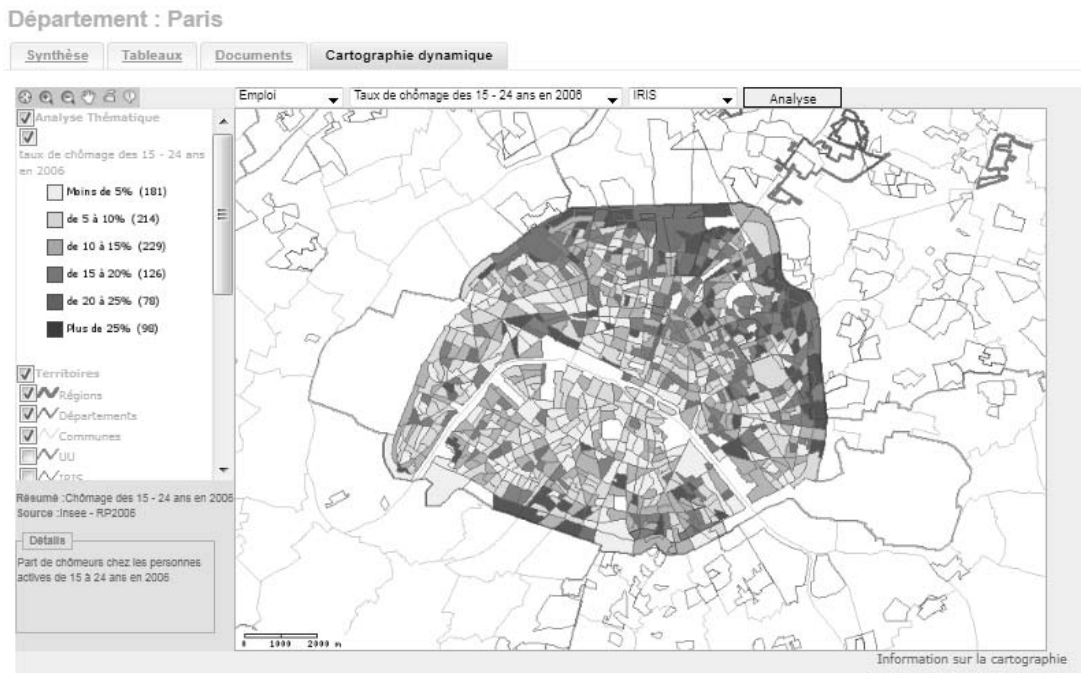 Département : Paris
Synthèse Tableaux Documents Cartographie dynamique
Emploi Taux de chômage des 15 - 24 ans en 2006 IRIS Analyse
Analyse Thématique
taux de chômage des 15 - 24 ans
en 2006
Moins de 5% (181)
de 5 à 10% (214)
de 10 à 15% (229)
de 15 à 20% (126)
de 20 à 25% (78)
Plus de 25% (98)
Territoires
Régions
Départements
Communes
UU
IRIS
Résumé :Chômage des 15 - 24 ans en 2006
Source :Insee - RP2006
Détails
Part de chômeurs chez les personnes
actives de 15 à 24 ans en 2006
0 1000 2000 m
Information sur la cartographie